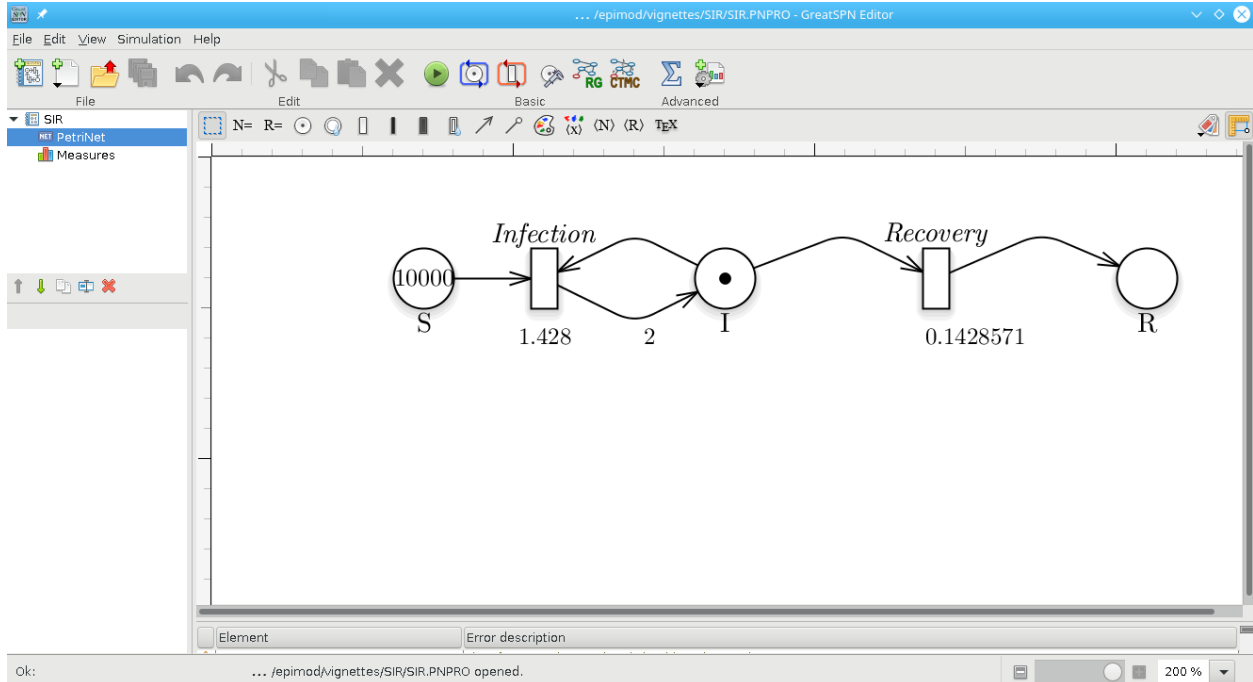 ... /epimod/vignettes/SIR/SIR.PNPRO - GreatSPN Editor
File Edit View Simulation Help
RG CTMC
File Edit Basic Advanced
SIR
NET PetriNet
Measures
N= R= ⟨X⟩ ⟨N⟩ ⟨R⟩ TEX
Infection Recovery
10000
S I R
1.428 2 0.1428571
Element Error description
Ok: ... /epimod/vignettes/SIR/SIR.PNPRO opened. 200 %